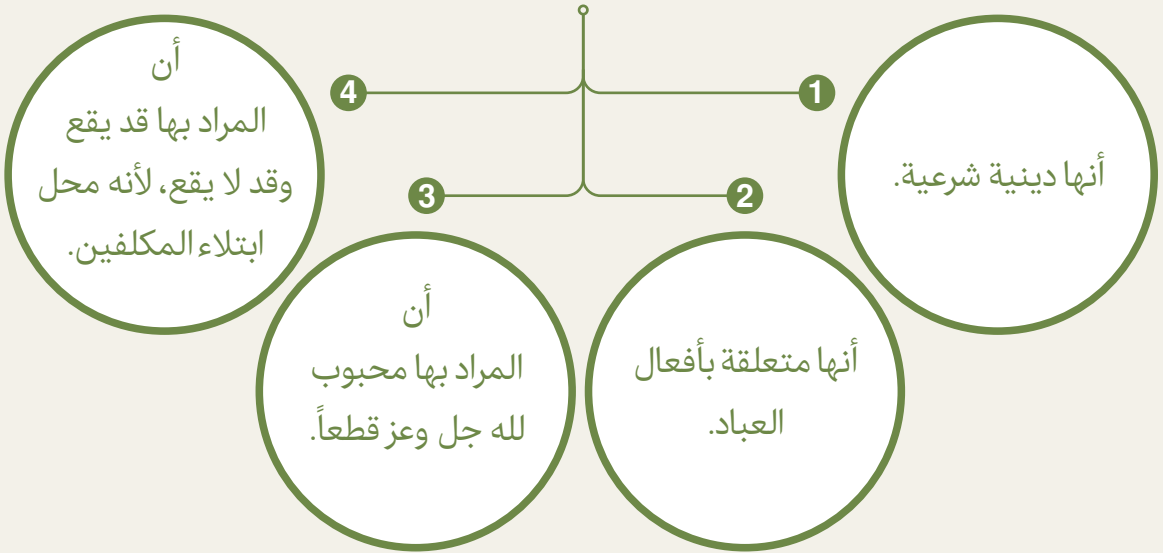 1
أنها دينية شرعية.
2
أنها متعلقة بأفعال
العباد.
3
أن
المراد بها محبوب
لله جل وعز قطعاً.
4
أن
المراد بها قد يقع
وقد لا يقع، لأنه محل
ابتلاء المكلفين.